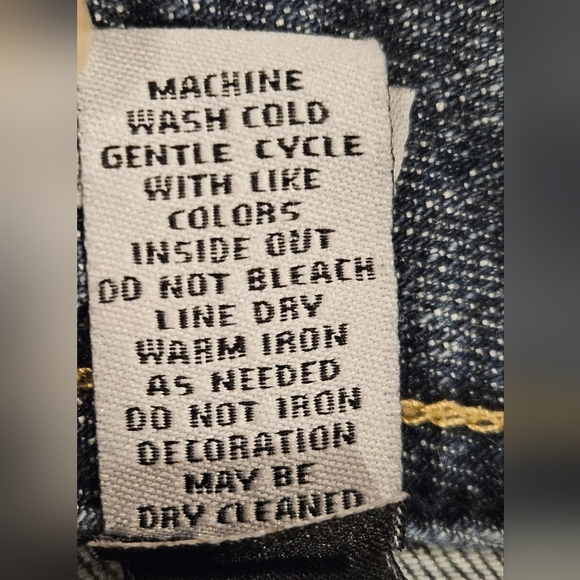 MACHINE
WASH COLD
GENTLE CYCLE
WITH LIKE
COLORS
INSIDE OUT
DO NOT BLEACH
LINE DRY
WARM IRON
AS NEEDED
DO NOT IRON
DECORATION
MAY BE
DRY CLEANED